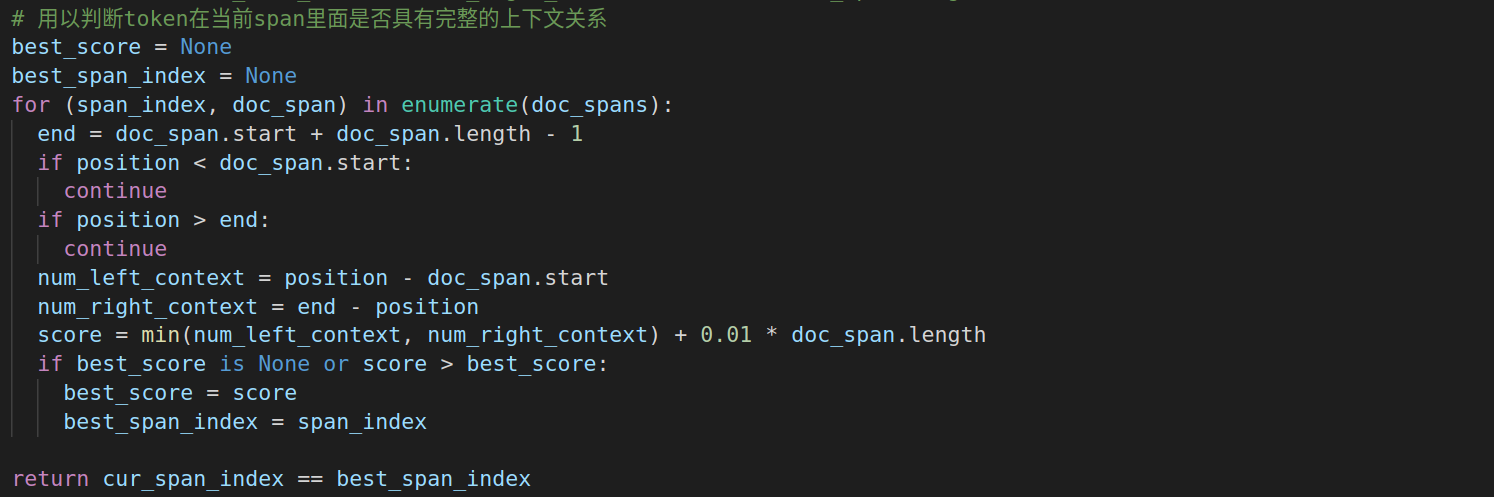 # 用以判断token在当前span里面是否具有完整的上下文关系
best_score = None
best_span_index = None
for (span_index, doc_span) in enumerate(doc_spans):
  end = doc_span.start + doc_span.length - 1
  if position < doc_span.start:
    continue
  if position > end:
    continue
  num_left_context = position - doc_span.start
  num_right_context = end - position
  score = min(num_left_context, num_right_context) + 0.01 * doc_span.length
  if best_score is None or score > best_score:
    best_score = score
    best_span_index = span_index

return cur_span_index == best_span_index